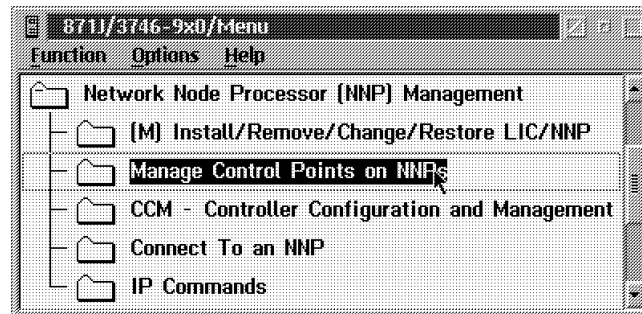 871J/3746-9x0/Menu
Function Options Help
Network Node Processor (NNP) Management
(M) Install/Remove/Change/Restore LIC/NNP
Manage Control Points on NNPs
CCM - Controller Configuration and Management
Connect To an NNP
IP Commands